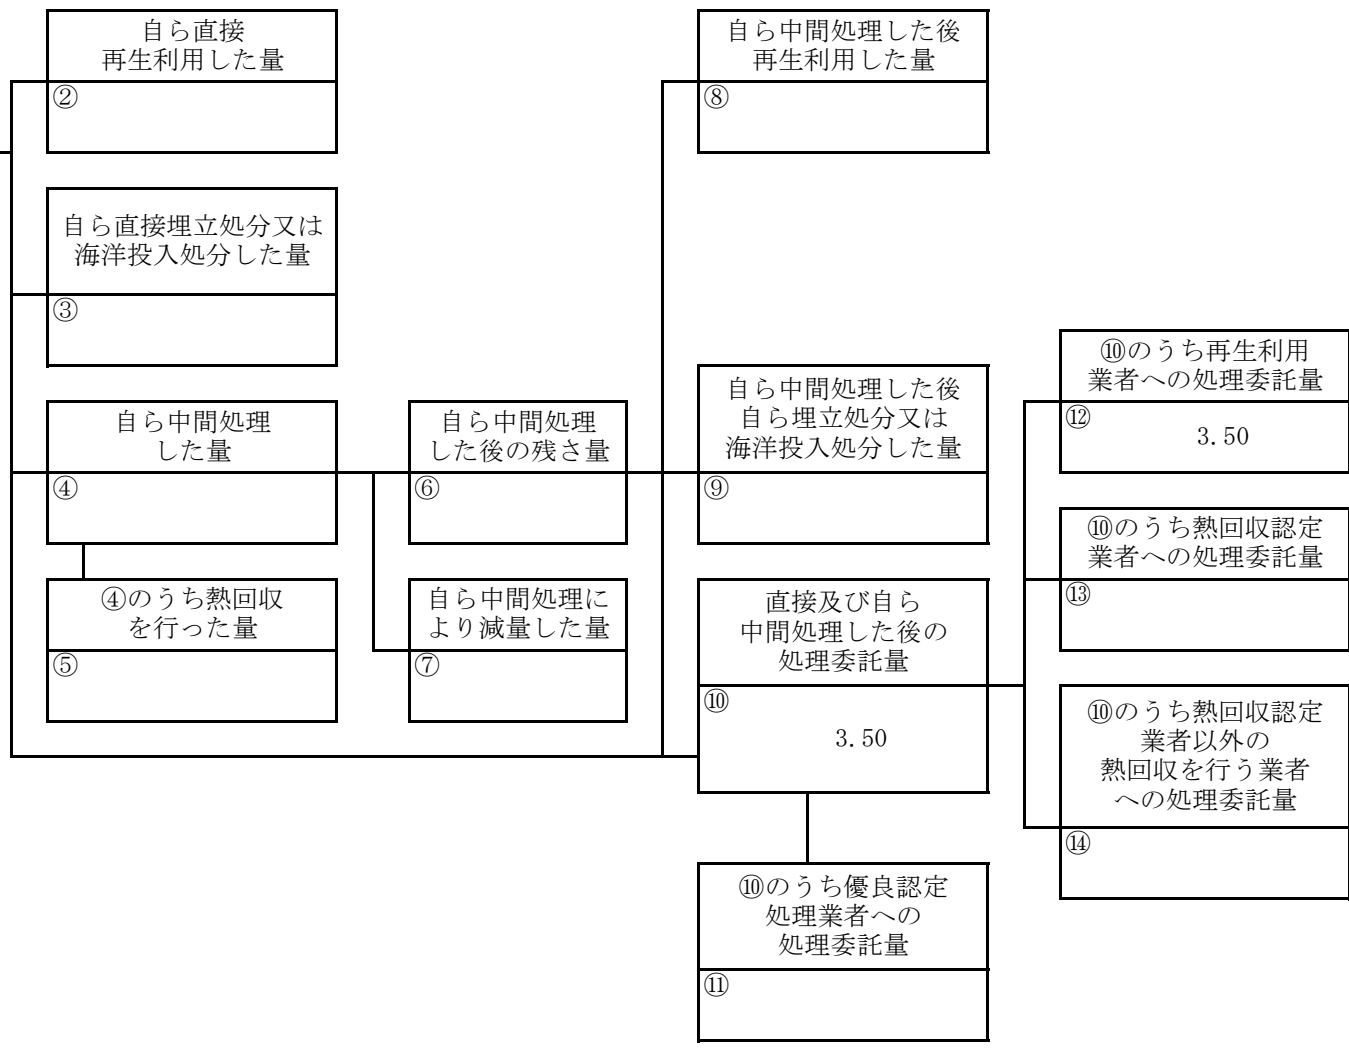 自ら直接
再生利用した量
②
自ら直接埋立処分又は
海洋投入処分した量
③
自ら中間処理
した量
④
④のうち熱回収
を行った量
⑤
自ら中間処理
した後の残さ量
⑥
自ら中間処理に
より減量した量
⑦
自ら中間処理した後
再生利用した量
⑧
自ら中間処理した後
自ら埋立処分又は
海洋投入処分した量
⑨
直接及び自ら
中間処理した後の
処理委託量
⑩
3.50
⑩のうち優良認定
処理業者への
処理委託量
⑪
⑩のうち再生利用
業者への処理委託量
⑫
3.50
⑩のうち熱回収認定
業者への処理委託量
⑬
⑩のうち熱回収認定
業者以外の
熱回収を行う業者
への処理委託量
⑭